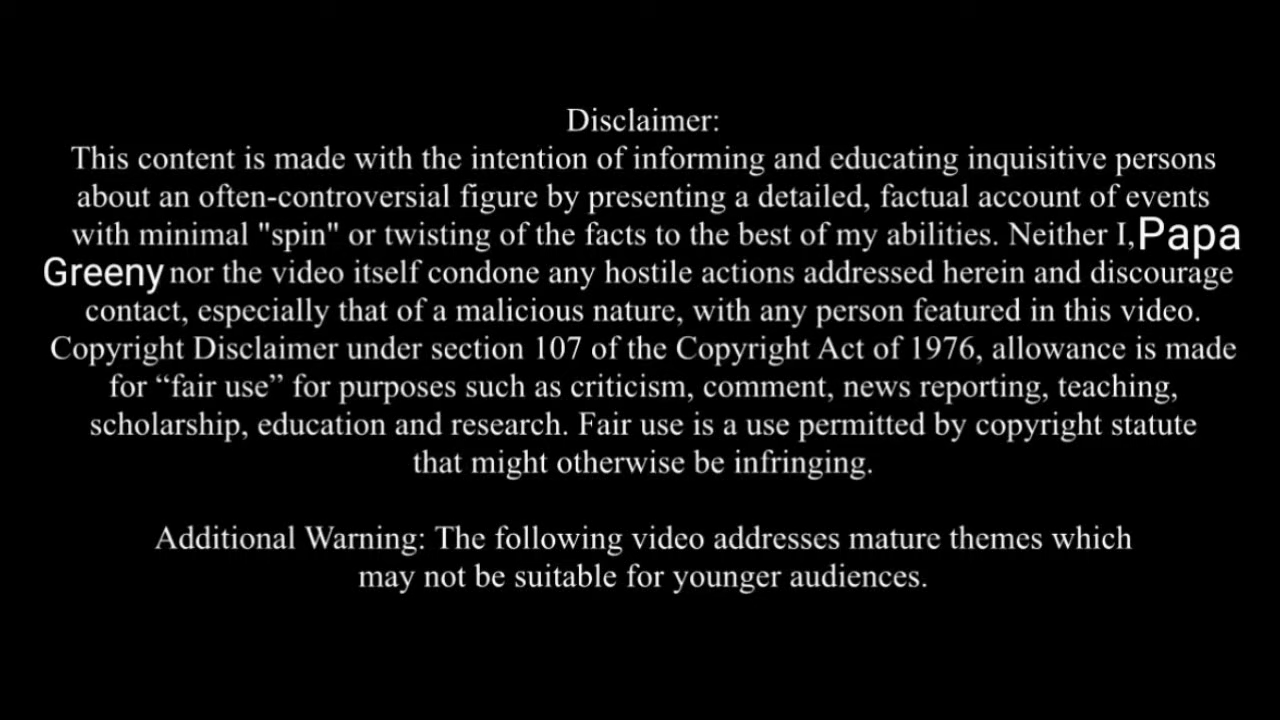 Disclaimer:
This content is made with the intention of informing and educating inquisitive persons
about an often-controversial figure by presenting a detailed, factual account of events
with minimal "spin" or twisting of the facts to the best of my abilities. Neither I, Papa
Greeny nor the video itself condone any hostile actions addressed herein and discourage
contact, especially that of a malicious nature, with any person featured in this video.
Copyright Disclaimer under section 107 of the Copyright Act of 1976, allowance is made
for “fair use” for purposes such as criticism, comment, news reporting, teaching,
scholarship, education and research. Fair use is a use permitted by copyright statute
that might otherwise be infringing.
Additional Warning: The following video addresses mature themes which
may not be suitable for younger audiences.